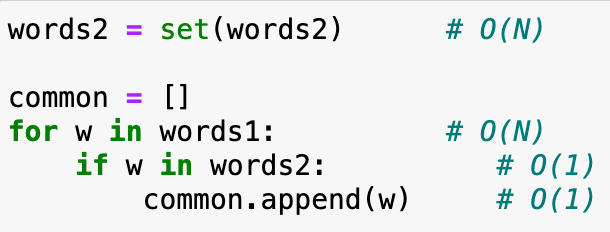 words2 = set(words2)      # O(N)

common = []
for w in words1:          # O(N)
    if w in words2:          # O(1)
        common.append(w)     # O(1)